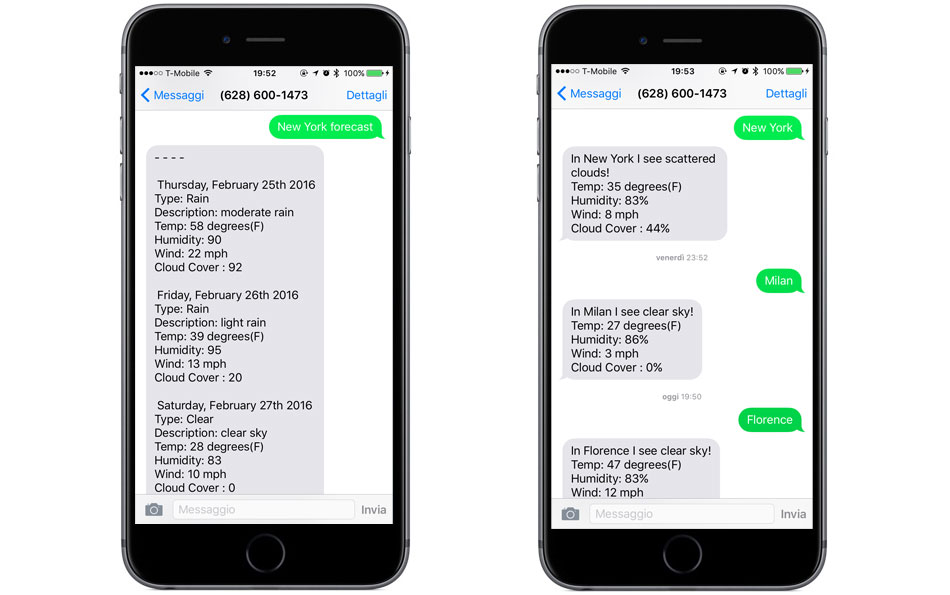 T-Mobile 19:52 100%
Messaggi (628) 600-1473 Dettagli
New York forecast
- - - -
Thursday, February 25th 2016
Type: Rain
Description: moderate rain
Temp: 58 degrees(F)
Humidity: 90
Wind: 22 mph
Cloud Cover : 92
Friday, February 26th 2016
Type: Rain
Description: light rain
Temp: 39 degrees(F)
Humidity: 95
Wind: 13 mph
Cloud Cover : 20
Saturday, February 27th 2016
Type: Clear
Description: clear sky
Temp: 28 degrees(F)
Humidity: 83
Wind: 10 mph
Cloud Cover : 0
Messaggio Invia
T-Mobile 19:53 100%
Messaggi (628) 600-1473 Dettagli
New York
In New York I see scattered
clouds!
Temp: 35 degrees(F)
Humidity: 83%
Wind: 8 mph
Cloud Cover : 44%
venerdì 23:52
Milan
In Milan I see clear sky!
Temp: 27 degrees(F)
Humidity: 86%
Wind: 3 mph
Cloud Cover : 0%
oggi 19:50
Florence
In Florence I see clear sky!
Temp: 47 degrees(F)
Humidity: 83%
Wind: 12 mph
Messaggio Invia